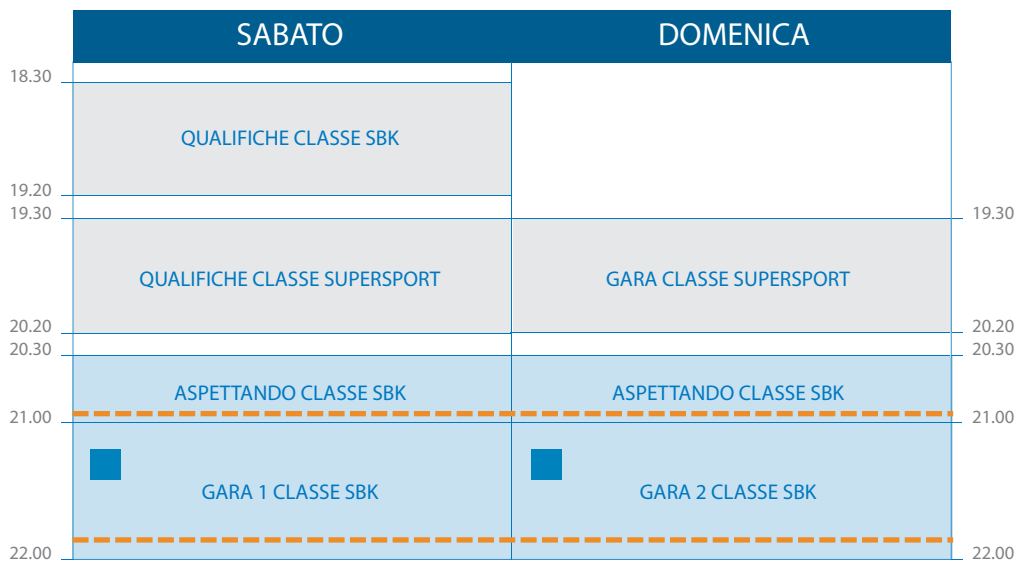 SABATO DOMENICA
18.30
QUALIFICHE CLASSE SBK
19.20
19.30 19.30
QUALIFICHE CLASSE SUPERSPORT GARA CLASSE SUPERSPORT
20.20 20.20
20.30 20.30
ASPETTANDO CLASSE SBK ASPETTANDO CLASSE SBK
21.00 21.00
GARA 1 CLASSE SBK GARA 2 CLASSE SBK
22.00 22.00